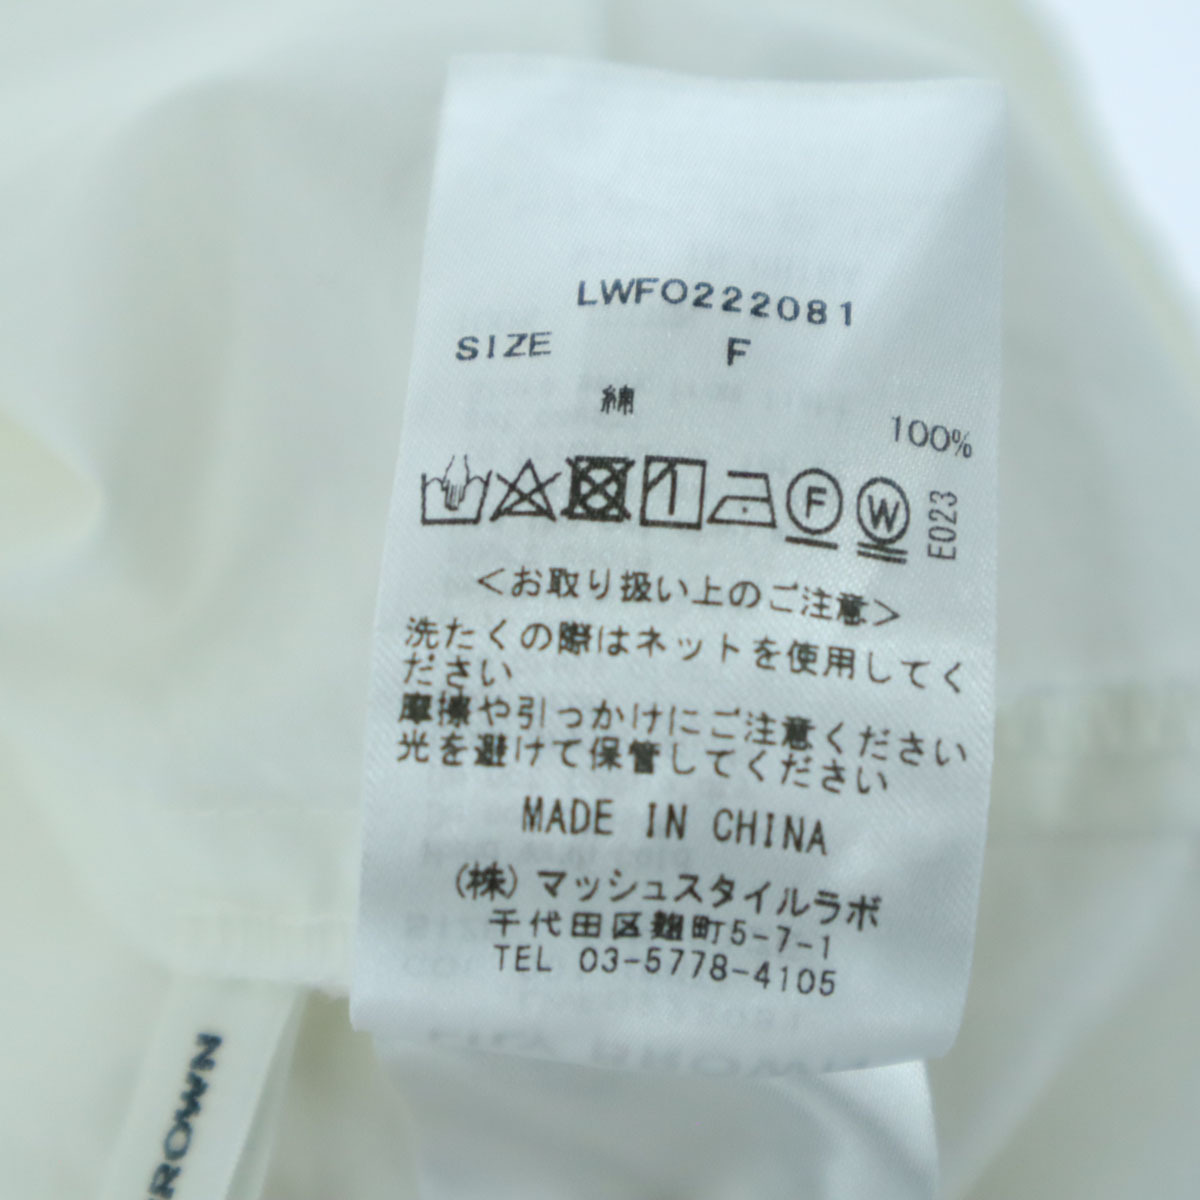 LWFO222081
SIZE F
綿
100%
F W E023
<お取り扱い上のご注意>
洗たくの際はネットを使用してく
ださい
摩擦や引っかけにご注意ください
光を避けて保管してください
MADE IN CHINA
(株)マッシュスタイルラボ
千代田区麹町5-7-1
TEL 03-5778-4105
ROWN